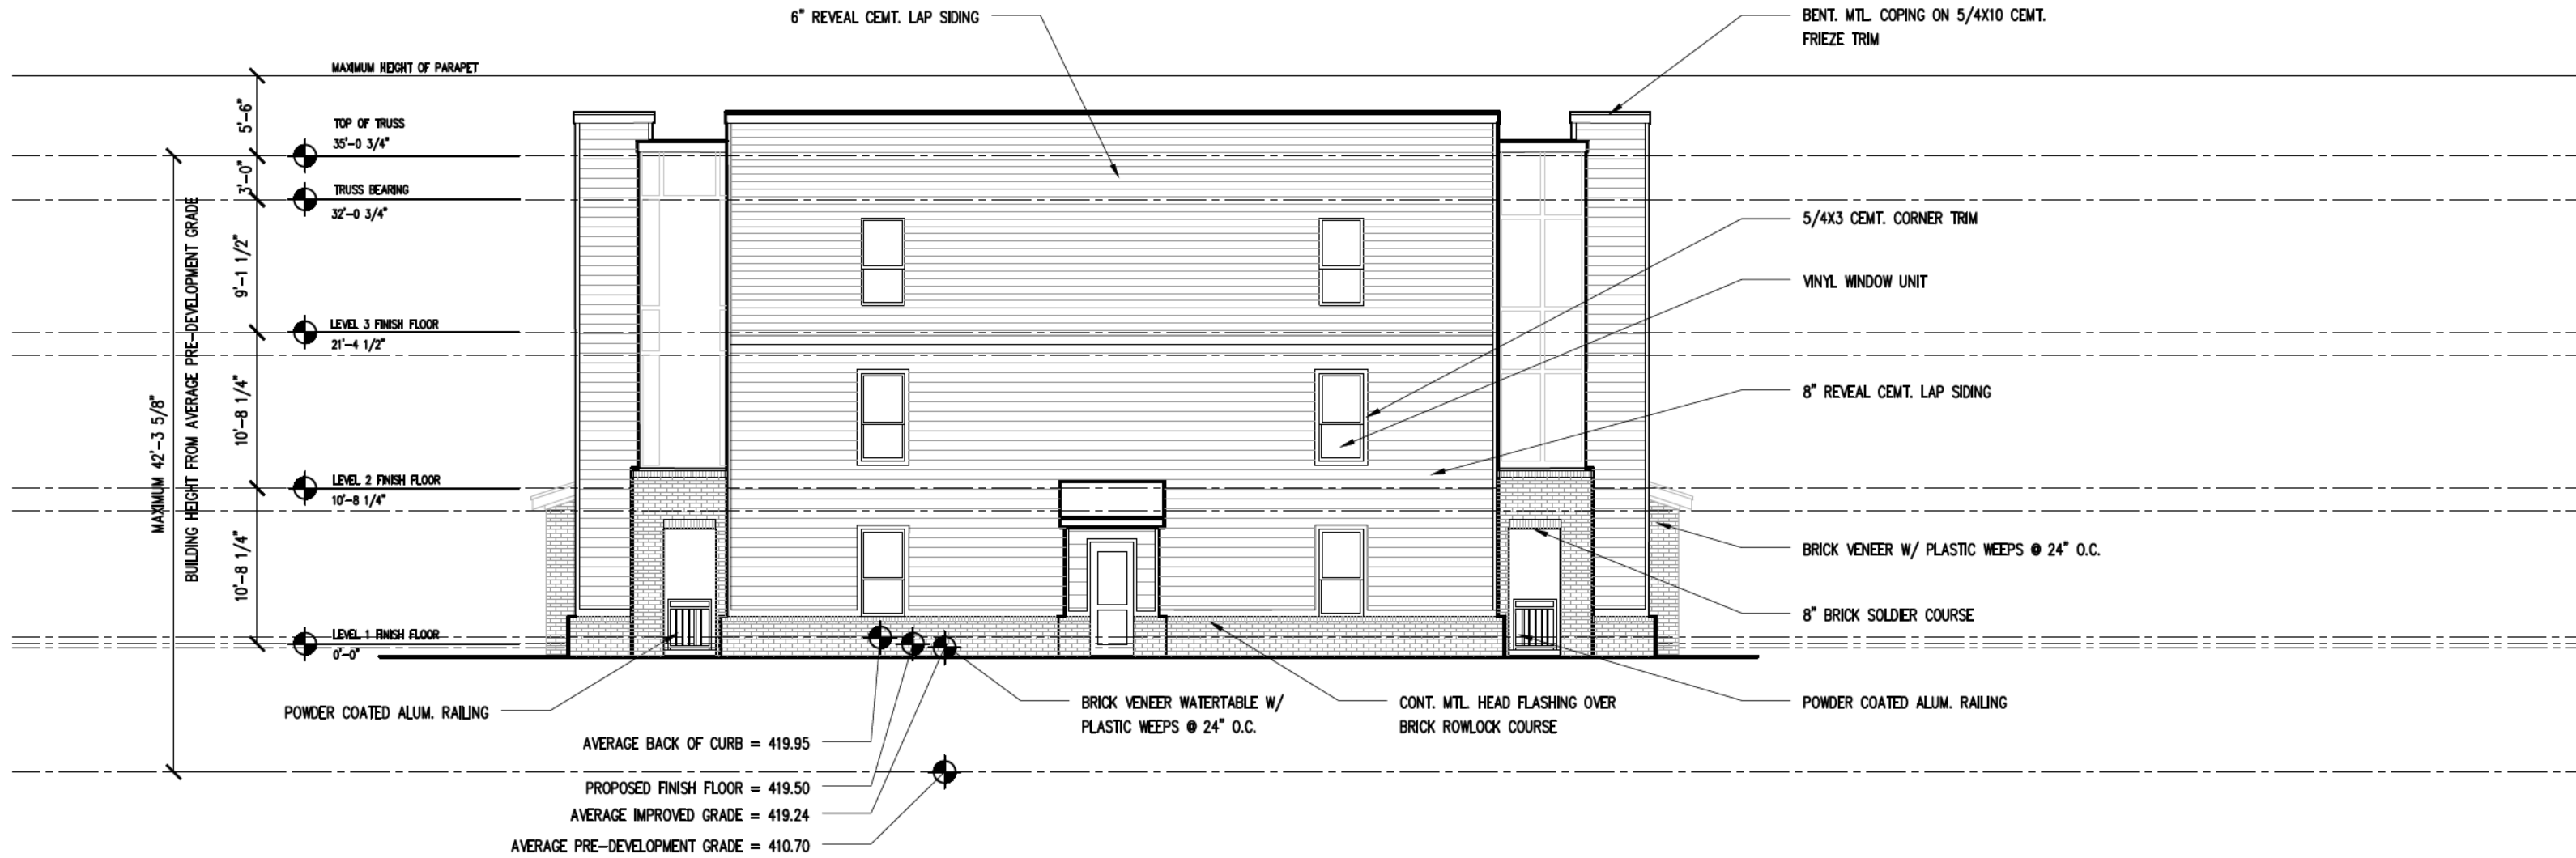 6" REVEAL CEMT. LAP SIDING
BENT. MTL. COPING ON 5/4X10 CEMT.
FRIEZE TRIM
MAXIMUM HEIGHT OF PARAPET
5'-6"
TOP OF TRUSS
35'-0 3/4"
3'-0"
TRUSS BEARING
32'-0 3/4"
9'-1 1/2"
5/4X3 CEMT. CORNER TRIM
VINYL WINDOW UNIT
LEVEL 3 FINISH FLOOR
21'-4 1/2"
10'-8 1/4"
8" REVEAL CEMT. LAP SIDING
MAXIMUM 42'-3 5/8"
BUILDING HEIGHT FROM AVERAGE PRE-DEVELOPMENT GRADE
LEVEL 2 FINISH FLOOR
10'-8 1/4"
10'-8 1/4"
BRICK VENEER W/ PLASTIC WEEPS @ 24" O.C.
8" BRICK SOLDIER COURSE
LEVEL 1 FINISH FLOOR
0'-0"
POWDER COATED ALUM. RAILING
BRICK VENEER WATERTABLE W/
PLASTIC WEEPS @ 24" O.C.
CONT. MTL. HEAD FLASHING OVER
BRICK ROWLOCK COURSE
POWDER COATED ALUM. RAILING
AVERAGE BACK OF CURB = 419.95
PROPOSED FINISH FLOOR = 419.50
AVERAGE IMPROVED GRADE = 419.24
AVERAGE PRE-DEVELOPMENT GRADE = 410.70